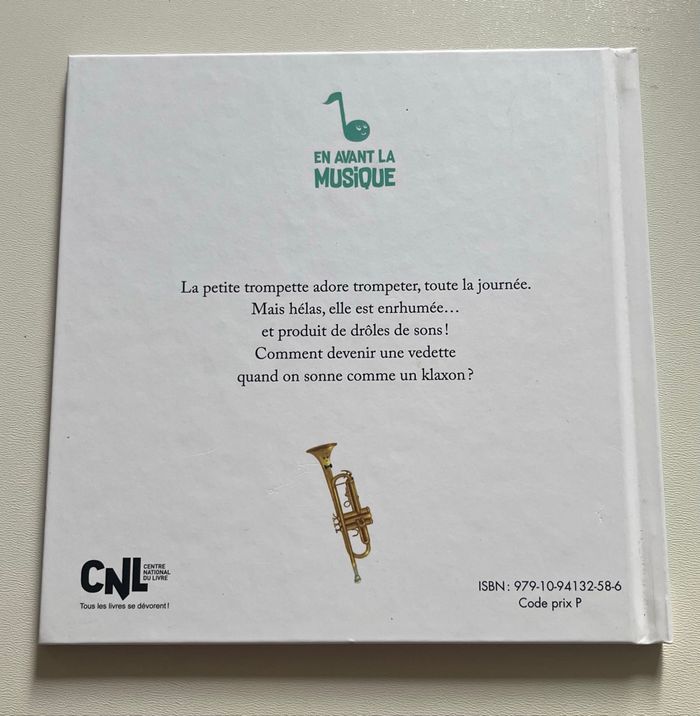 EN AVANT LA
MUSiQUE
La petite trompette adore trompeter, toute la journée.
Mais hélas, elle est enrhumée…
et produit de drôles de sons !
Comment devenir une vedette
quand on sonne comme un klaxon ?
CNL
CENTRE
NATIONAL
DU LIVRE
Tous les livres se dévorent !
ISBN : 979-10-94132-58-6
Code prix P